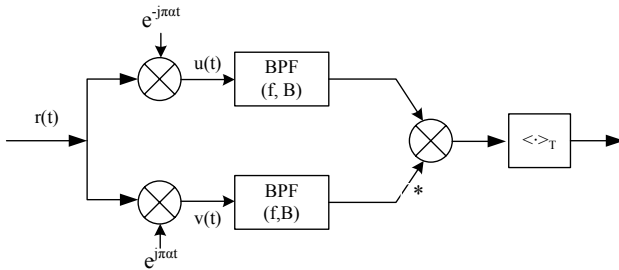 e^{-jπαt}
u(t)
BPF
(f, B)
r(t)
<·>_T
*
BPF
(f,B)
v(t)
e^{jπαt}